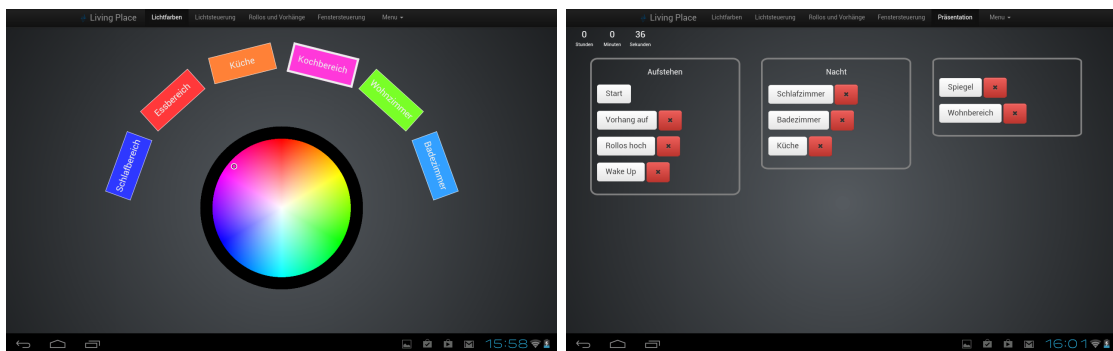 Living Place Lichtfarben Lichtsteuerung Rollos und Vorhänge Fenstersteuerung Menu
Schlafbereich
Essbereich
Küche
Kochbereich
Wohnzimmer
Badezimmer
15:58
Living Place Lichtfarben Lichtsteuerung Rollos und Vorhänge Fenstersteuerung Präsentation Menu
0 0 36
Stunden Minuten Sekunden
Aufstehen
Start
Vorhang auf
Rollos hoch
Wake Up
Nacht
Schlafzimmer
Badezimmer
Küche
Spiegel
Wohnbereich
16:01